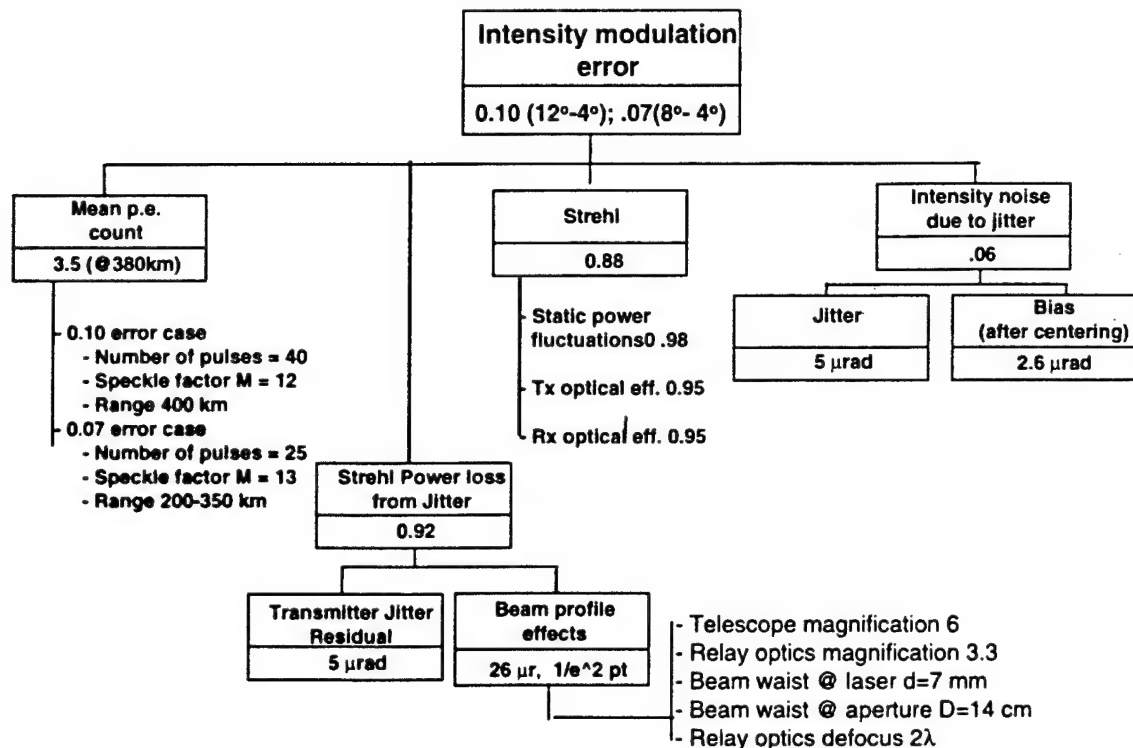 Intensity modulation
error
0.10 (12º-4º); .07(8º- 4º)
Mean p.e.
count
3.5 (@380km)
- 0.10 error case
- Number of pulses = 40
- Speckle factor M = 12
- Range 400 km
- 0.07 error case
- Number of pulses = 25
- Speckle factor M = 13
- Range 200-350 km
Strehl Power loss
from Jitter
0.92
Transmitter Jitter
Residual
5 μrad
Beam profile
effects
26 μr, 1/e^2 pt
- Telescope magnification 6
- Relay optics magnification 3.3
- Beam waist @ laser d=7 mm
- Beam waist @ aperture D=14 cm
- Relay optics defocus 2λ
Strehl
0.88
- Static power
fluctuations0 .98
- Tx optical eff. 0.95
- Rx optical eff. 0.95
Intensity noise
due to jitter
.06
Jitter
5 μrad
Bias
(after centering)
2.6 μrad